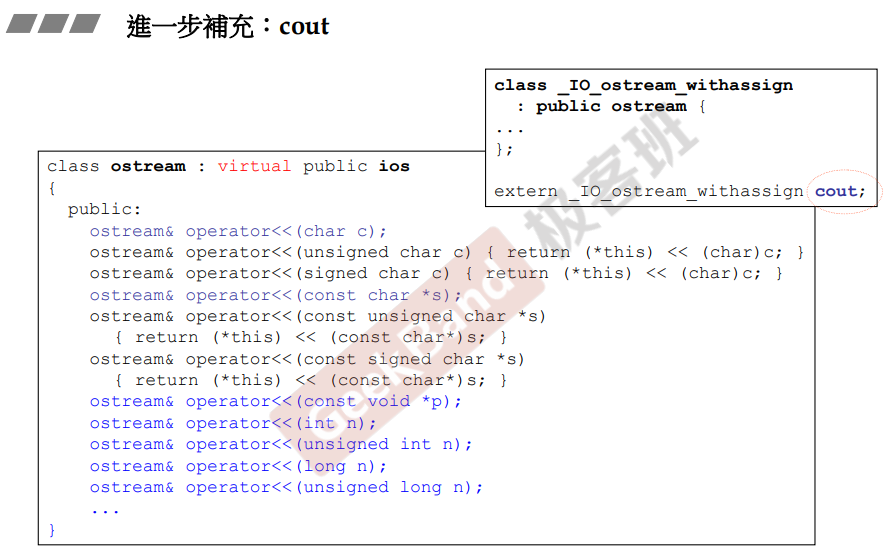 進一步補充：cout
class _IO_ostream_withassign
: public ostream {
...
};
extern _IO_ostream_withassign cout;
class ostream : virtual public ios
{
public:
ostream& operator<<(char c);
ostream& operator<<(unsigned char c) { return (*this) << (char)c; }
ostream& operator<<(signed char c) { return (*this) << (char)c; }
ostream& operator<<(const char *s);
ostream& operator<<(const unsigned char *s)
{ return (*this) << (const char*)s; }
ostream& operator<<(const signed char *s)
{ return (*this) << (const char*)s; }
ostream& operator<<(const void *p);
ostream& operator<<(int n);
ostream& operator<<(unsigned int n);
ostream& operator<<(long n);
ostream& operator<<(unsigned long n);
...
}
GeekBand 极客班